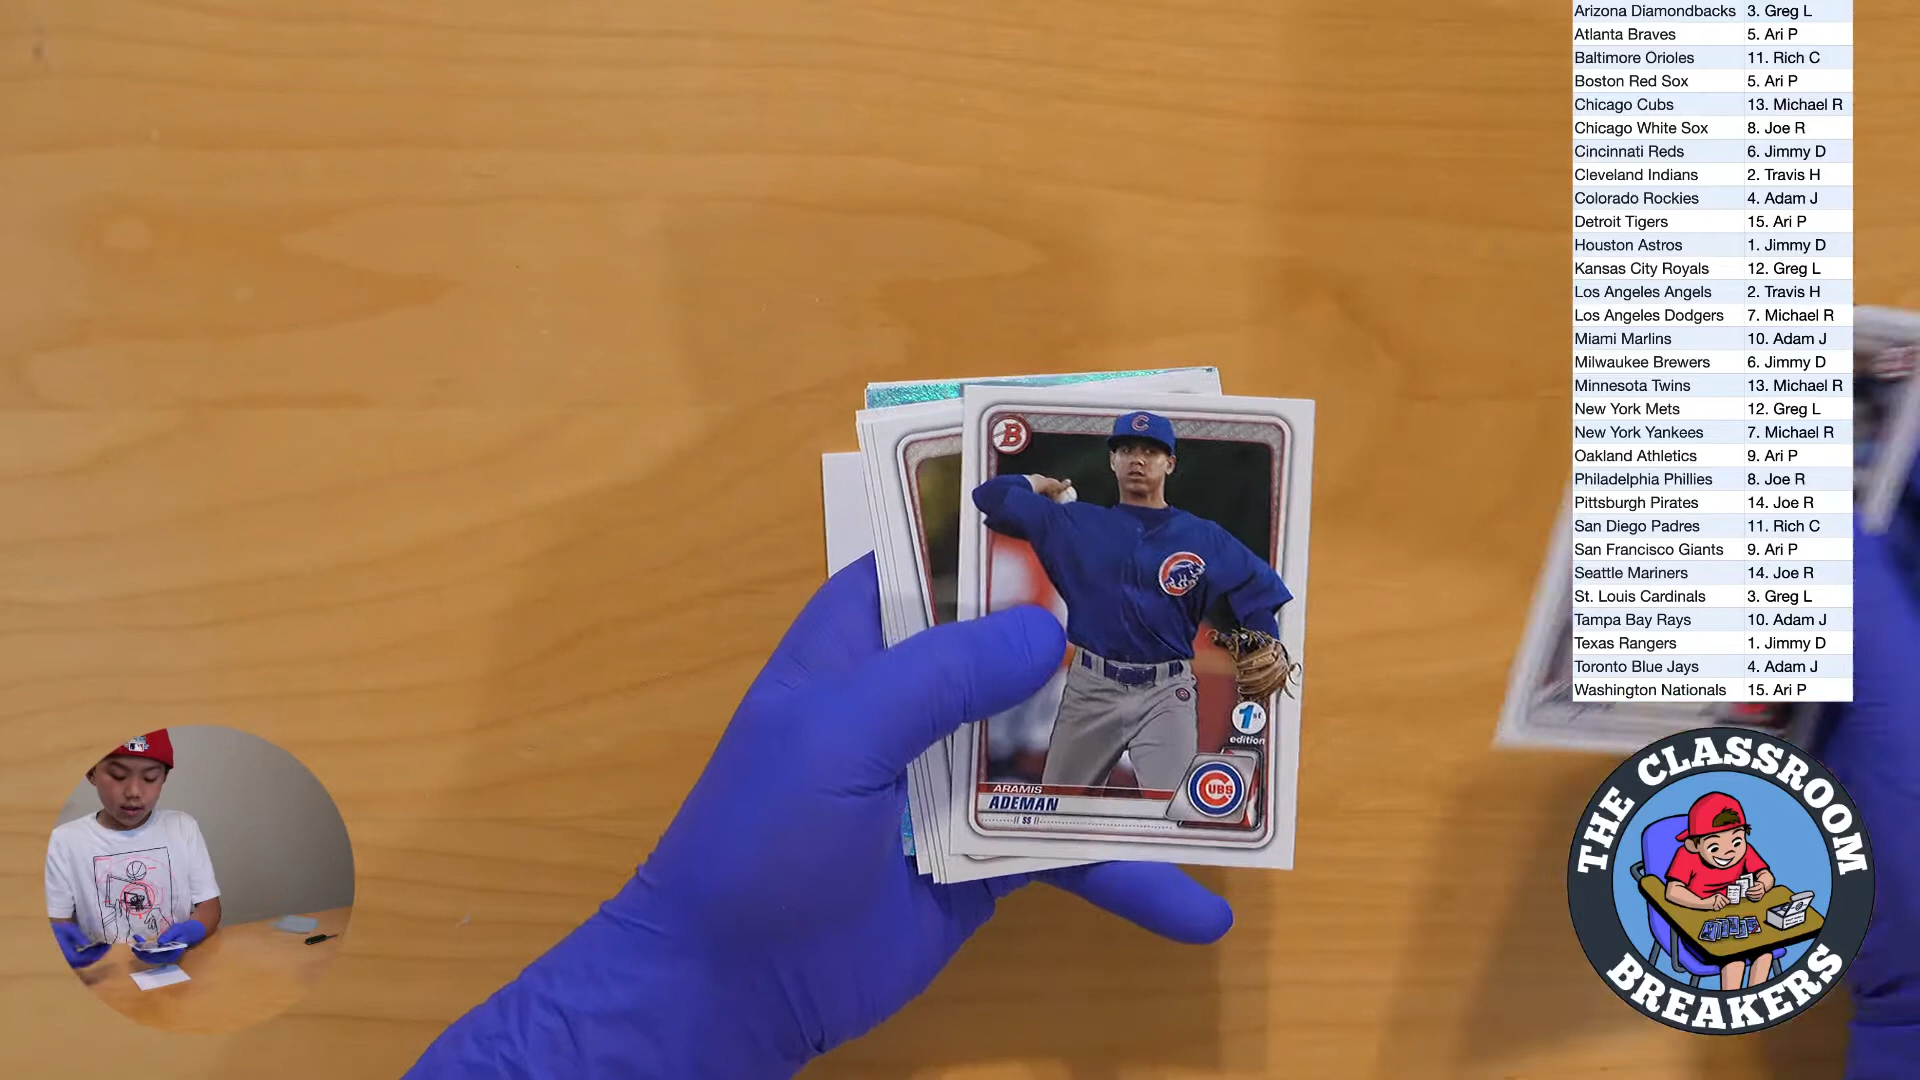 Arizona Diamondbacks 3. Greg L
Atlanta Braves 5. Ari P
Baltimore Orioles 11. Rich C
Boston Red Sox 5. Ari P
Chicago Cubs 13. Michael R
Chicago White Sox 8. Joe R
Cincinnati Reds 6. Jimmy D
Cleveland Indians 2. Travis H
Colorado Rockies 4. Adam J
Detroit Tigers 15. Ari P
Houston Astros 1. Jimmy D
Kansas City Royals 12. Greg L
Los Angeles Angels 2. Travis H
Los Angeles Dodgers 7. Michael R
Miami Marlins 10. Adam J
Milwaukee Brewers 6. Jimmy D
Minnesota Twins 13. Michael R
New York Mets 12. Greg L
New York Yankees 7. Michael R
Oakland Athletics 9. Ari P
Philadelphia Phillies 8. Joe R
Pittsburgh Pirates 14. Joe R
San Diego Padres 11. Rich C
San Francisco Giants 9. Ari P
Seattle Mariners 14. Joe R
St. Louis Cardinals 3. Greg L
Tampa Bay Rays 10. Adam J
Texas Rangers 1. Jimmy D
Toronto Blue Jays 4. Adam J
Washington Nationals 15. Ari P
B
C
1st
edition
CUBS
ARAMIS
ADEMAN
SS
THE CLASSROOM
BREAKERS